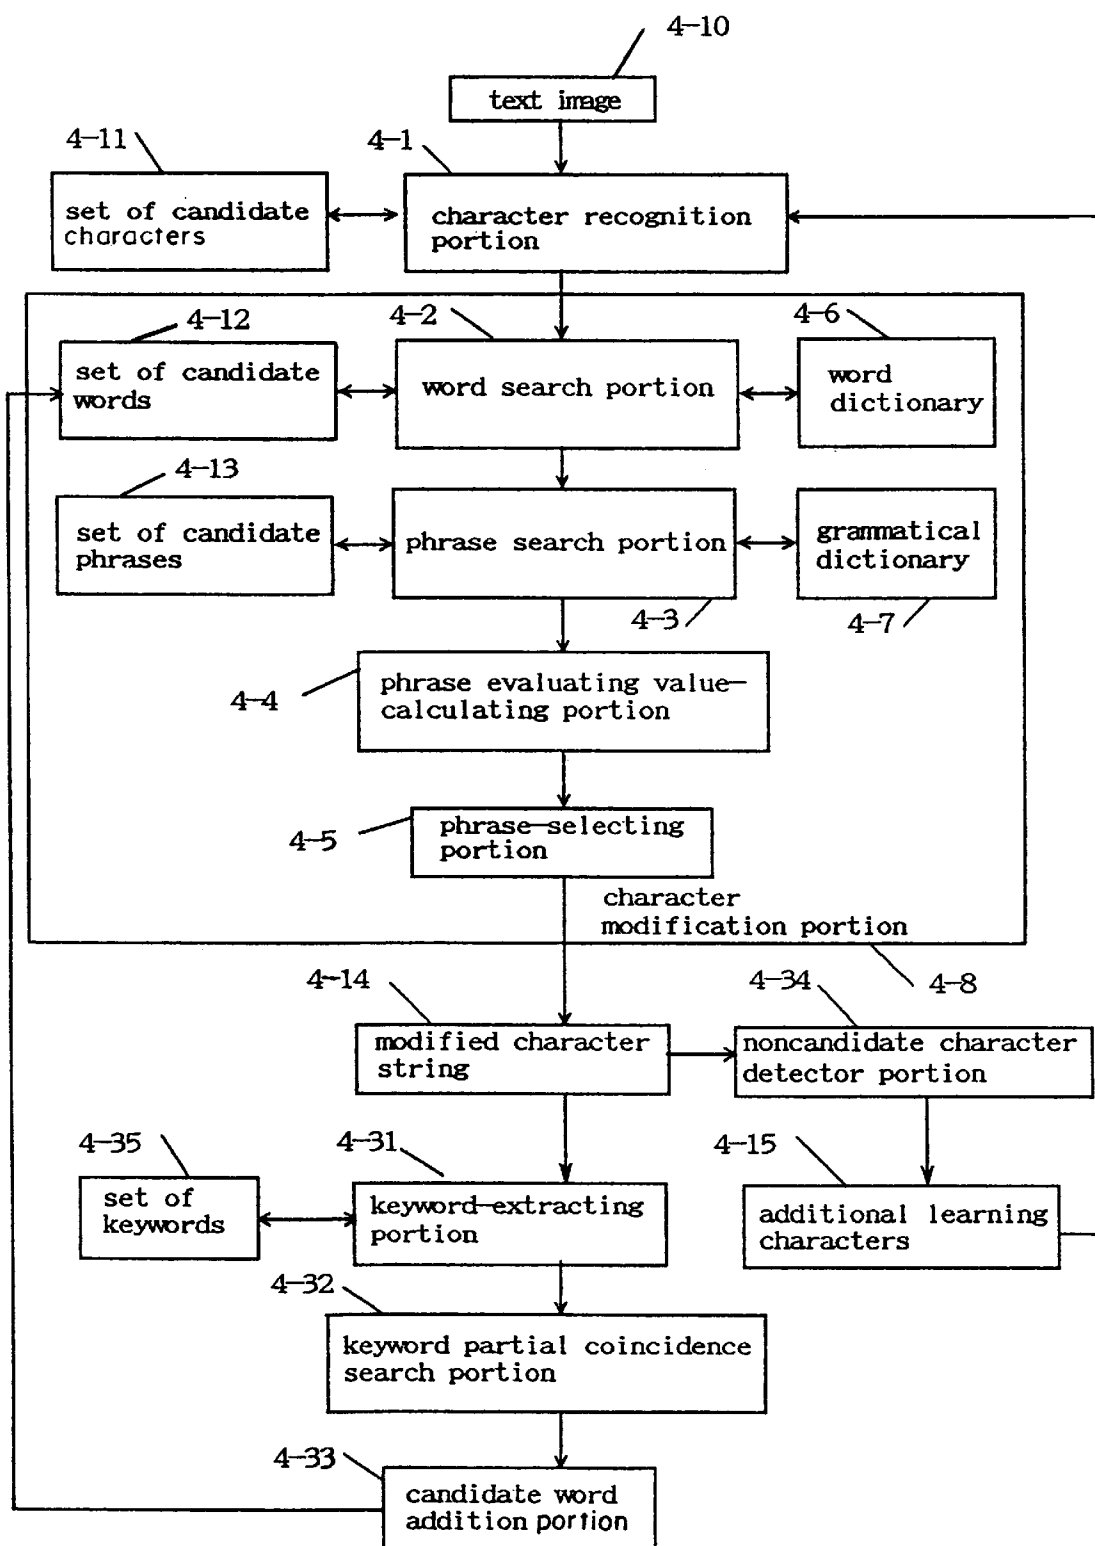 4-10
text image
4-11
4-1
set of candidate
characters
character recognition
portion
4-12
4-2
4-6
set of candidate
words
word search portion
word
dictionary
4-13
set of candidate
phrases
phrase search portion
grammatical
dictionary
4-3
4-7
4-4
phrase evaluating value-
calculating portion
4-5
phrase-selecting
portion
character
modification portion
4-8
4-14
4-34
modified character
string
noncandidate character
detector portion
4-35
4-31
4-15
set of
keywords
keyword-extracting
portion
additional learning
characters
4-32
keyword partial coincidence
search portion
4-33
candidate word
addition portion